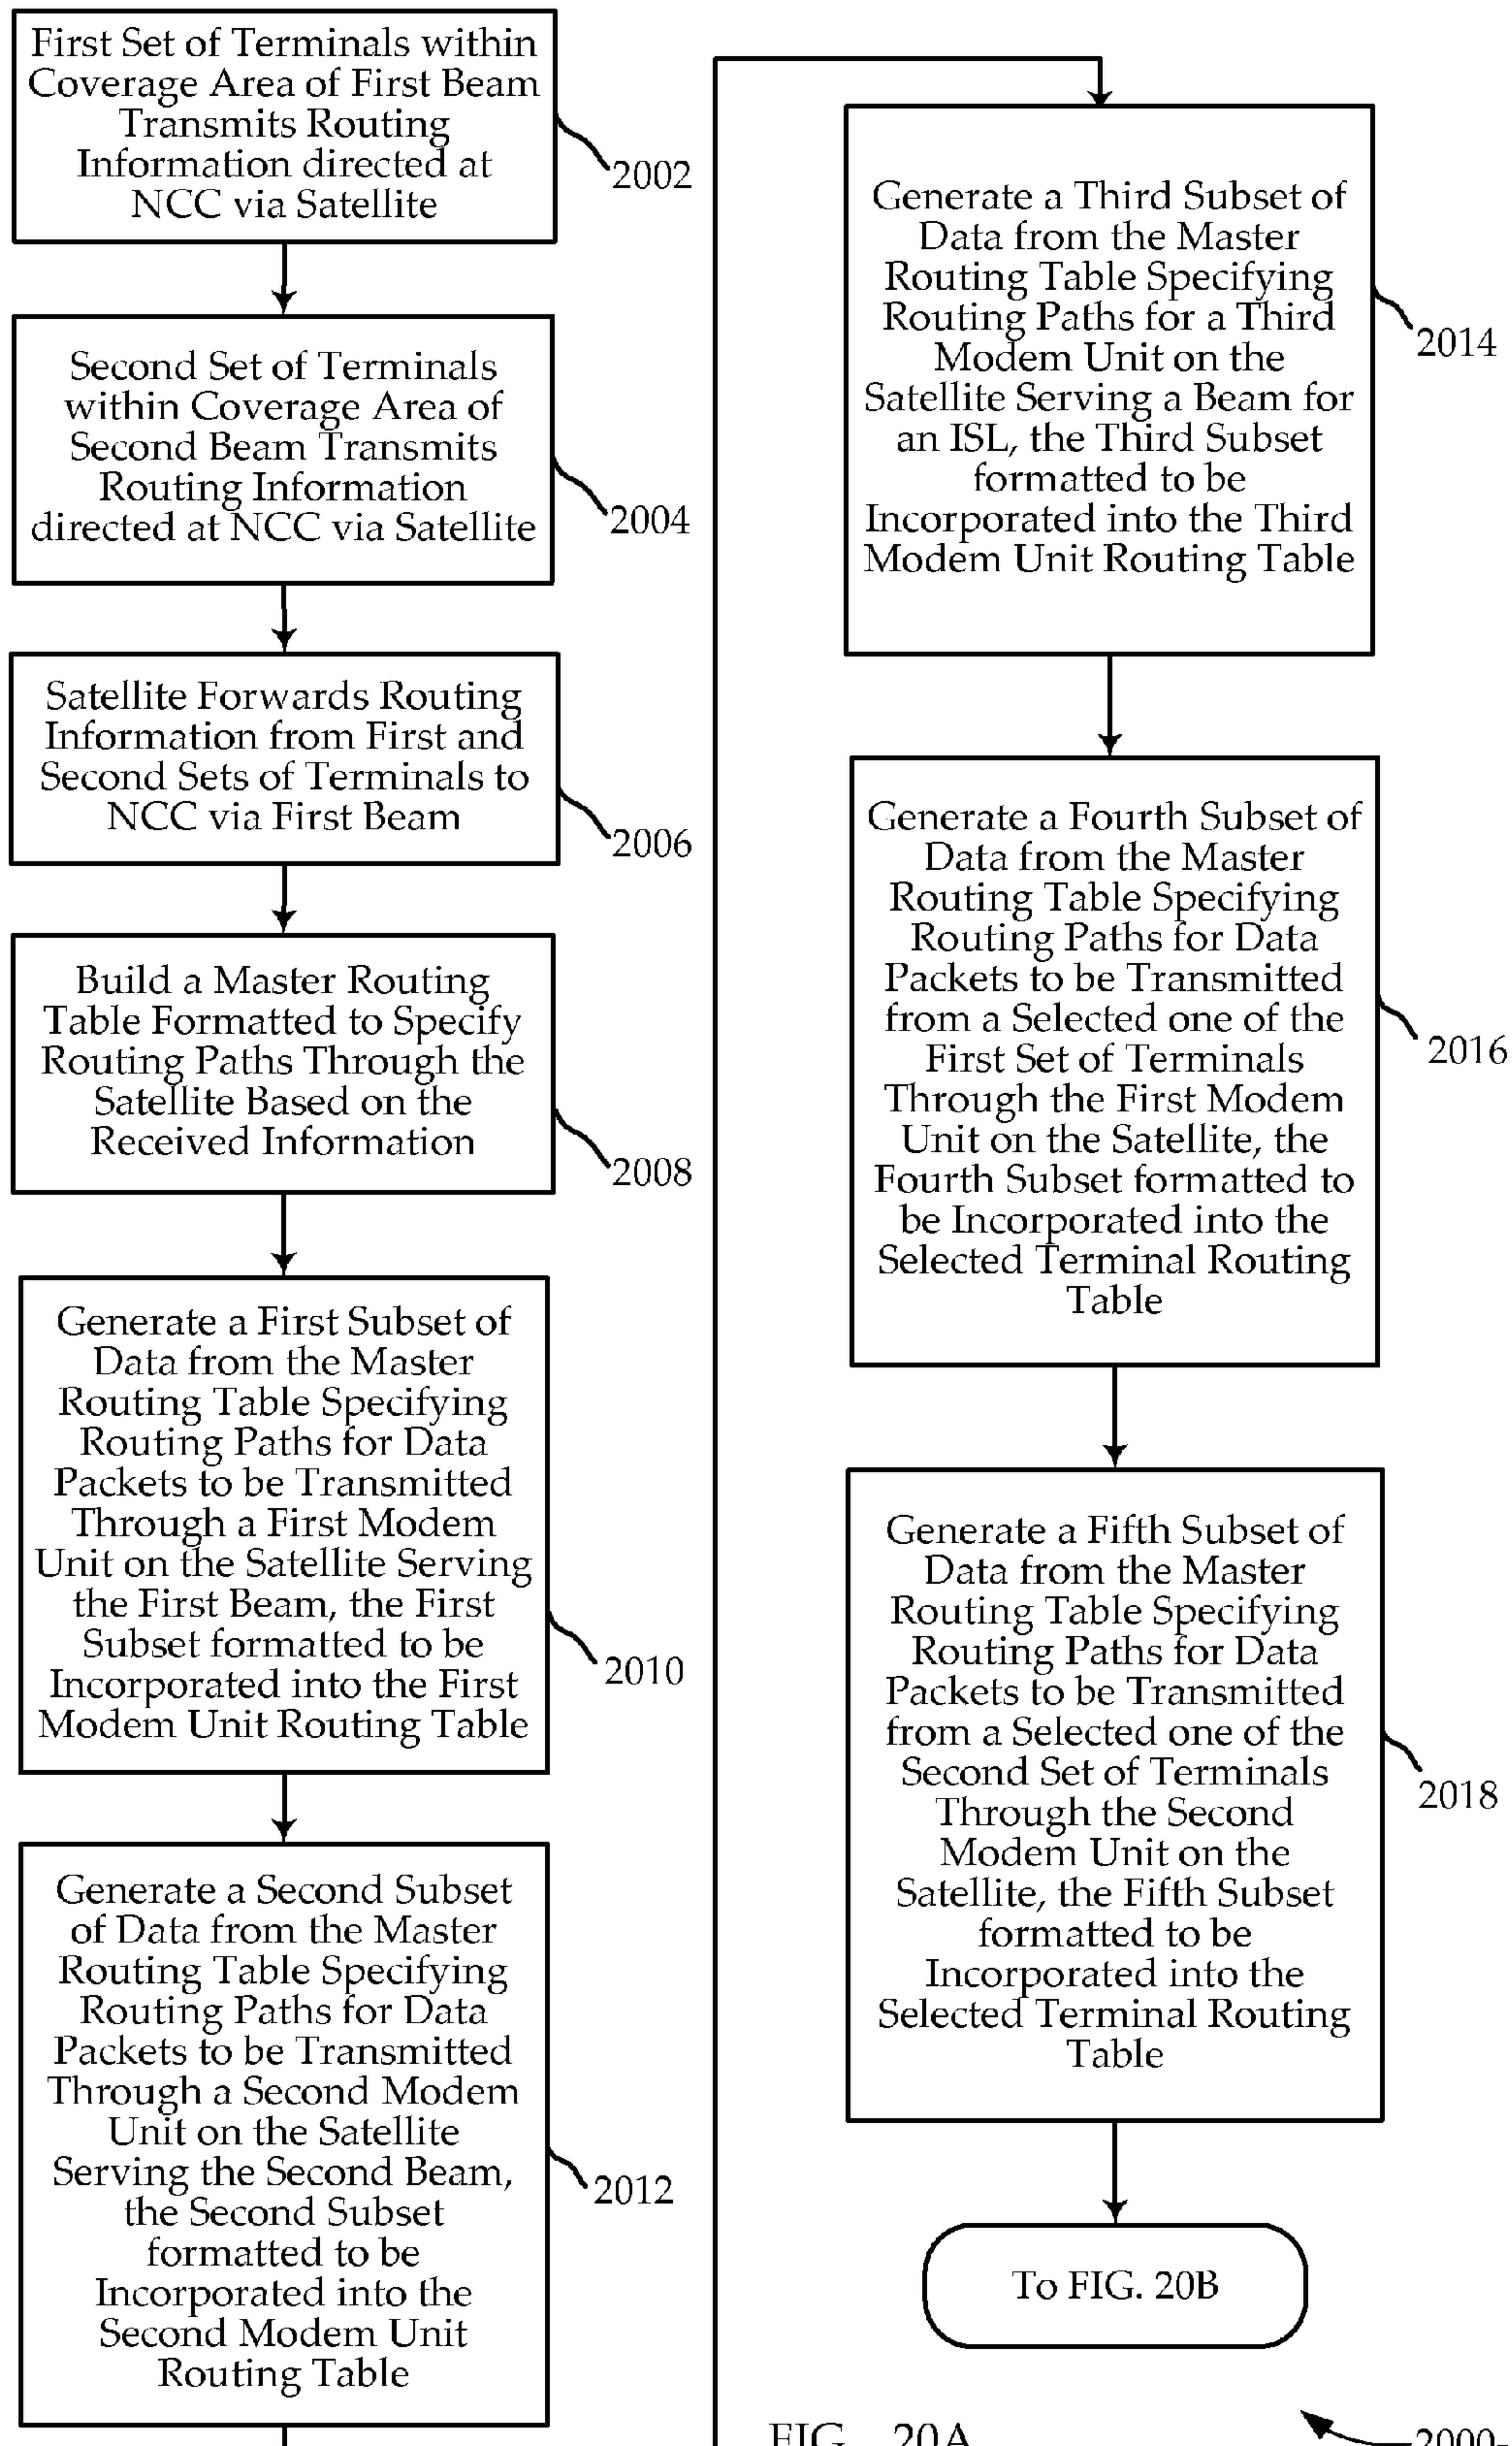 First Set of Terminals within
Coverage Area of First Beam
Transmits Routing
Information directed at
NCC via Satellite
2002
Second Set of Terminals
within Coverage Area of
Second Beam Transmits
Routing Information
directed at NCC via Satellite
2004
Satellite Forwards Routing
Information from First and
Second Sets of Terminals to
NCC via First Beam
2006
Build a Master Routing
Table Formatted to Specify
Routing Paths Through the
Satellite Based on the
Received Information
2008
Generate a First Subset of
Data from the Master
Routing Table Specifying
Routing Paths for Data
Packets to be Transmitted
Through a First Modem
Unit on the Satellite Serving
the First Beam, the First
Subset formatted to be
Incorporated into the First
Modem Unit Routing Table
2010
Generate a Second Subset
of Data from the Master
Routing Table Specifying
Routing Paths for Data
Packets to be Transmitted
Through a Second Modem
Unit on the Satellite
Serving the Second Beam,
the Second Subset
formatted to be
Incorporated into the
Second Modem Unit
Routing Table
2012
Generate a Third Subset of
Data from the Master
Routing Table Specifying
Routing Paths for a Third
Modem Unit on the
Satellite Serving a Beam for
an ISL, the Third Subset
formatted to be
Incorporated into the Third
Modem Unit Routing Table
2014
Generate a Fourth Subset of
Data from the Master
Routing Table Specifying
Routing Paths for Data
Packets to be Transmitted
from a Selected one of the
First Set of Terminals
Through the First Modem
Unit on the Satellite, the
Fourth Subset formatted to
be Incorporated into the
Selected Terminal Routing
Table
2016
Generate a Fifth Subset of
Data from the Master
Routing Table Specifying
Routing Paths for Data
Packets to be Transmitted
from a Selected one of the
Second Set of Terminals
Through the Second
Modem Unit on the
Satellite, the Fifth Subset
formatted to be
Incorporated into the
Selected Terminal Routing
Table
2018
To FIG. 20B
FIG. 20A
2000-